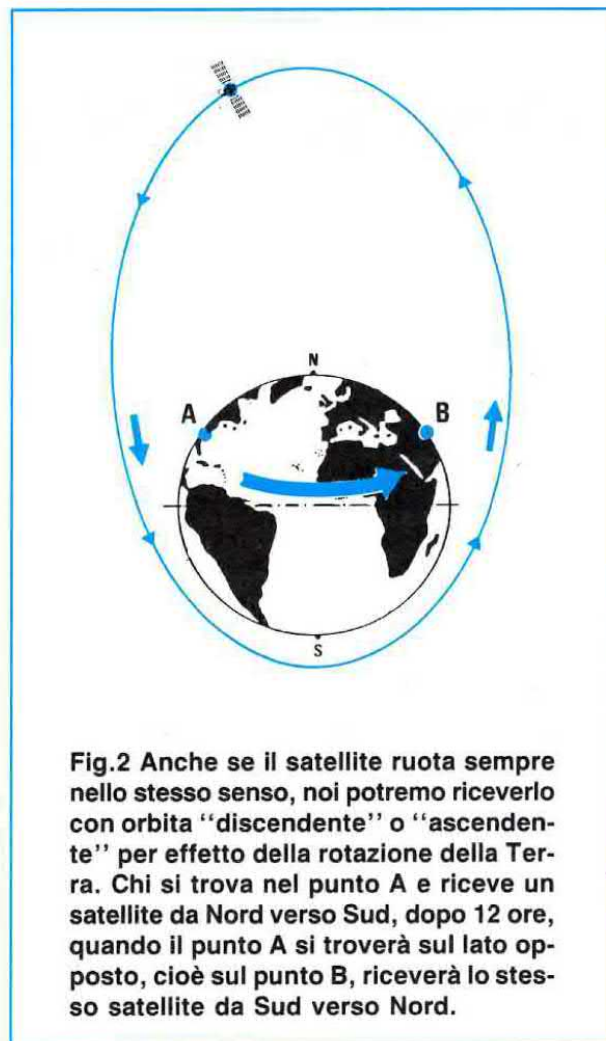 N
A
B
S
Fig.2 Anche se il satellite ruota sempre
nello stesso senso, noi potremo riceverlo
con orbita ‘‘discendente’’ o ‘‘ascenden-
te’’ per effetto della rotazione della Ter-
ra. Chi si trova nel punto A e riceve un
satellite da Nord verso Sud, dopo 12 ore,
quando il punto A si troverà sul lato op-
posto, cioè sul punto B, riceverà lo stes-
so satellite da Sud verso Nord.